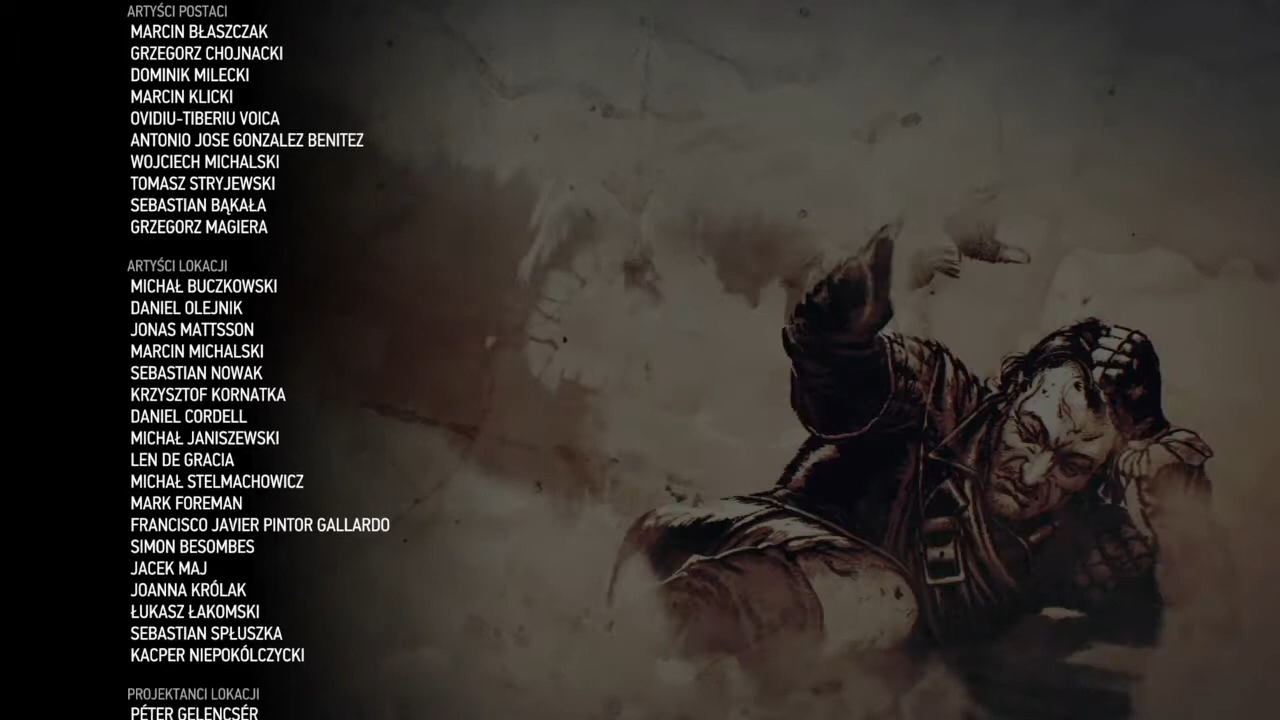 ARTYŚCI POSTACI
MARCIN BŁASZCZAK
GRZEGORZ CHOJNACKI
DOMINIK MILECKI
MARCIN KLICKI
OVIDIU-TIBERIU VOICA
ANTONIO JOSE GONZALEZ BENITEZ
WOJCIECH MICHALSKI
TOMASZ STRYJEWSKI
SEBASTIAN BĄKAŁA
GRZEGORZ MAGIERA
ARTYŚCI LOKACJI
MICHAŁ BUCZKOWSKI
DANIEL OLEJNIK
JONAS MATTSSON
MARCIN MICHALSKI
SEBASTIAN NOWAK
KRZYSZTOF KORNATKA
DANIEL CORDELL
MICHAŁ JANISZEWSKI
LEN DE GRACIA
MICHAŁ STELMACHOWICZ
MARK FOREMAN
FRANCISCO JAVIER PINTOR GALLARDO
SIMON BESOMBES
JACEK MAJ
JOANNA KRÓLAK
ŁUKASZ ŁAKOMSKI
SEBASTIAN SPŁUSZKA
KACPER NIEPOKÓLCZYCKI
PROJEKTANCI LOKACJI
PÉTER GELENCSÉR